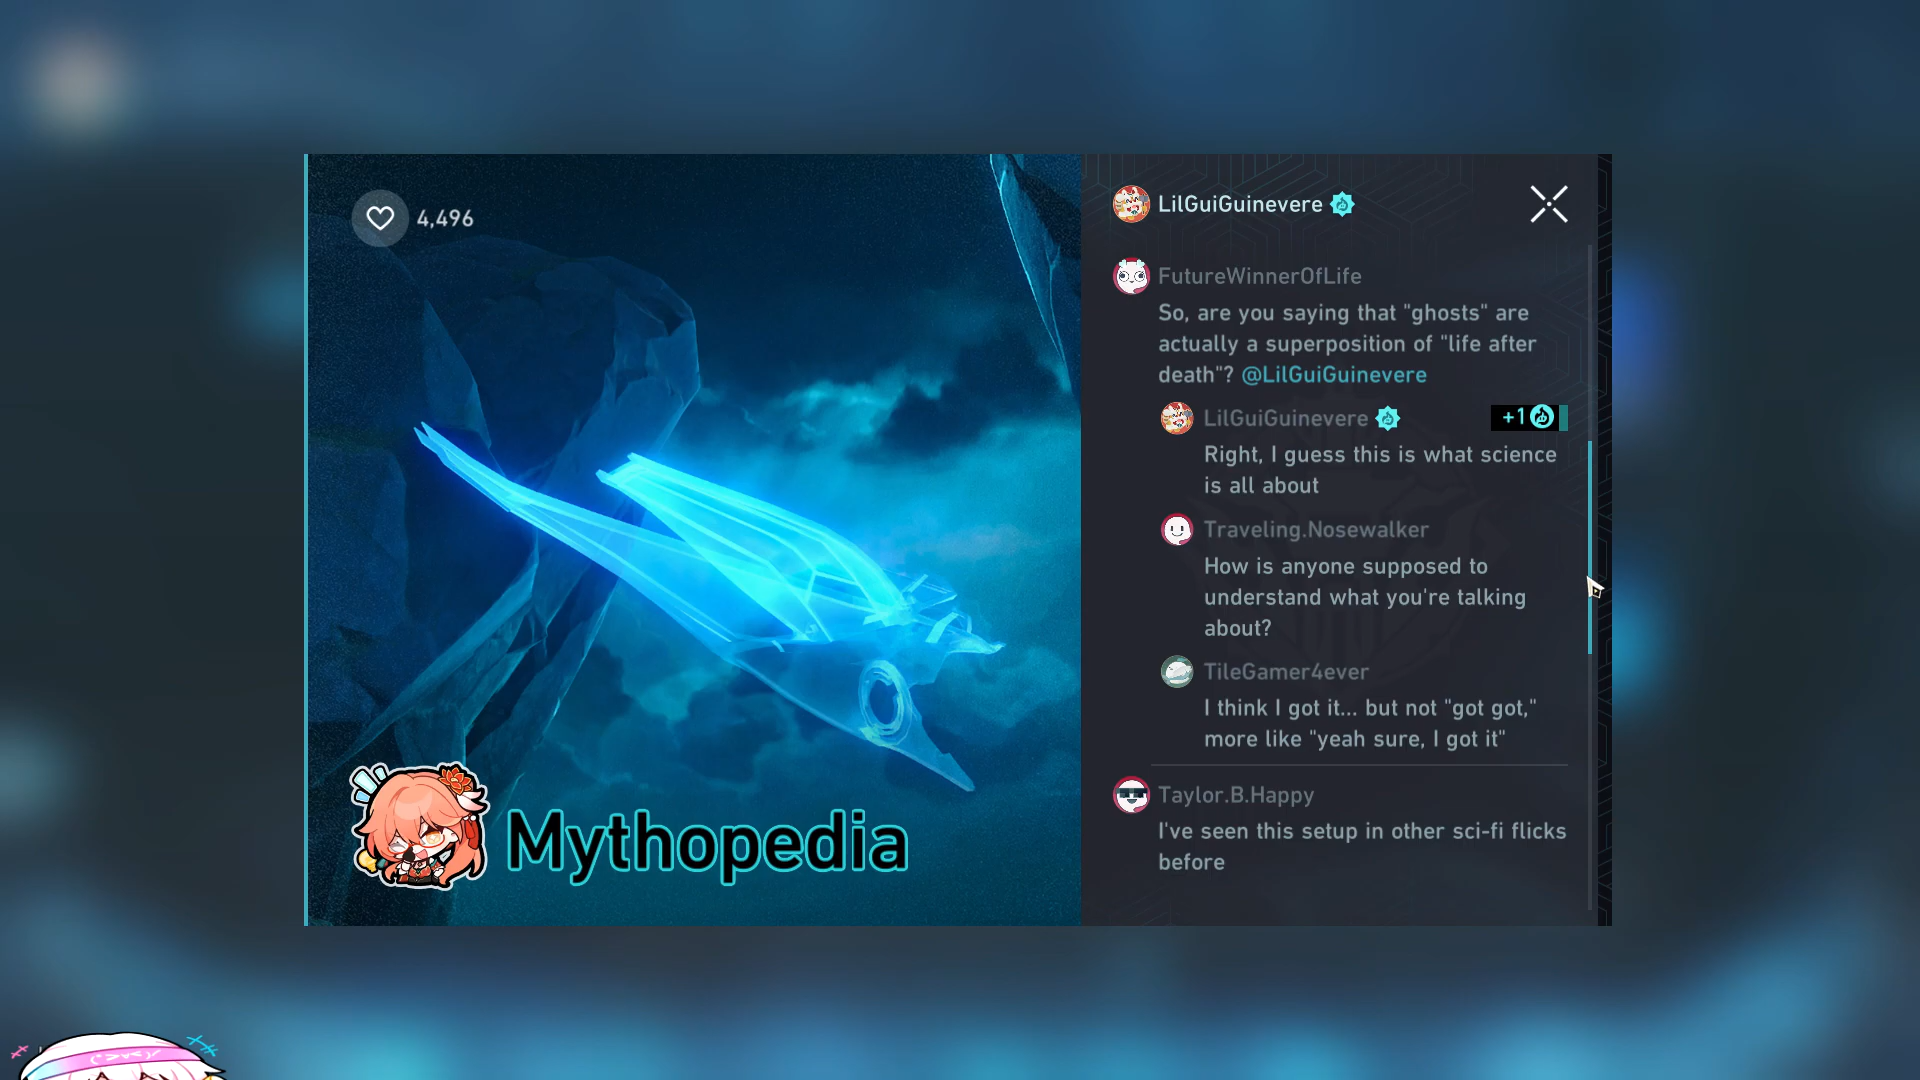 4,496
Mythopedia
LilGuiGuinevere
FutureWinnerOfLife
So, are you saying that "ghosts" are
actually a superposition of "life after
death"? @LilGuiGuinevere
LilGuiGuinevere
+1
Right, I guess this is what science
is all about
Traveling.Nosewalker
How is anyone supposed to
understand what you're talking
about?
TileGamer4ever
I think I got it... but not "got got,"
more like "yeah sure, I got it"
Taylor.B.Happy
I've seen this setup in other sci-fi flicks
before